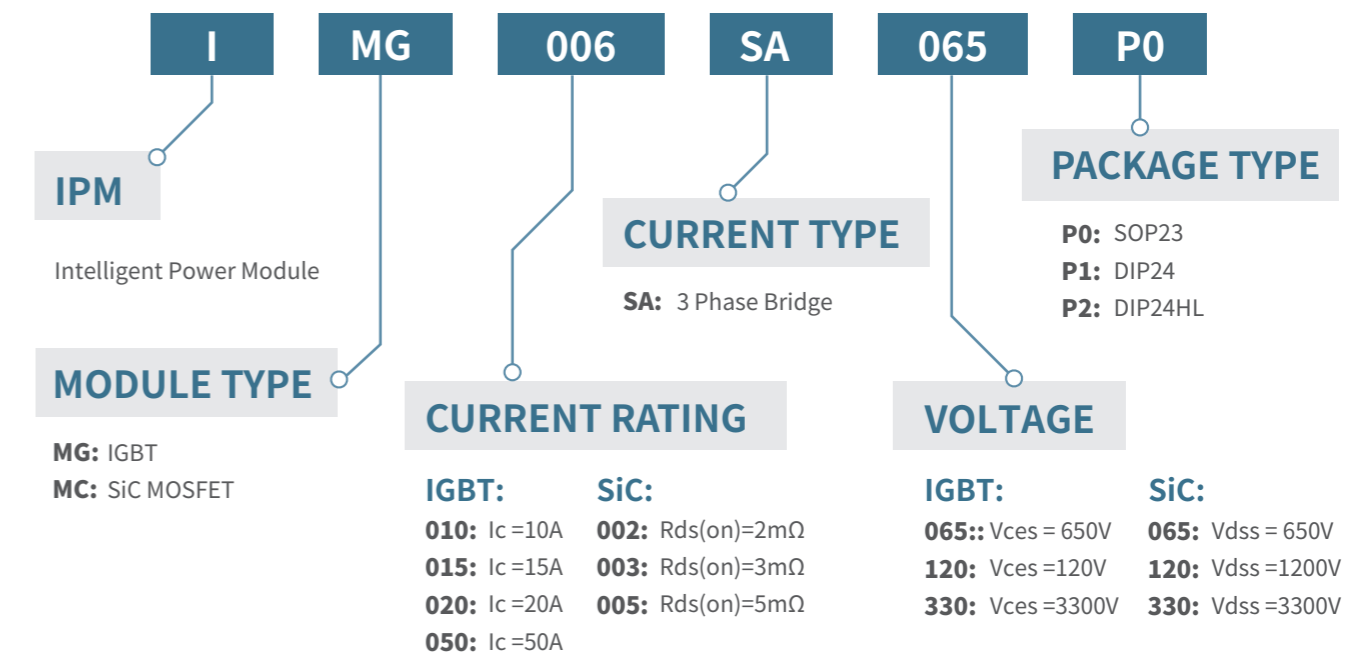 I MG 006 SA 065 P0
IPM
Intelligent Power Module
MODULE TYPE
MG: IGBT
MC: SiC MOSFET
CURRENT RATING
IGBT:
010: Ic =10A
015: Ic =15A
020: Ic =20A
050: Ic =50A
SiC:
002: Rds(on)=2mΩ
003: Rds(on)=3mΩ
005: Rds(on)=5mΩ
CURRENT TYPE
SA: 3 Phase Bridge
VOLTAGE
IGBT:
065:: Vces = 650V
120: Vces =120V
330: Vces =3300V
SiC:
065: Vdss = 650V
120: Vdss =1200V
330: Vdss =3300V
PACKAGE TYPE
P0: SOP23
P1: DIP24
P2: DIP24HL